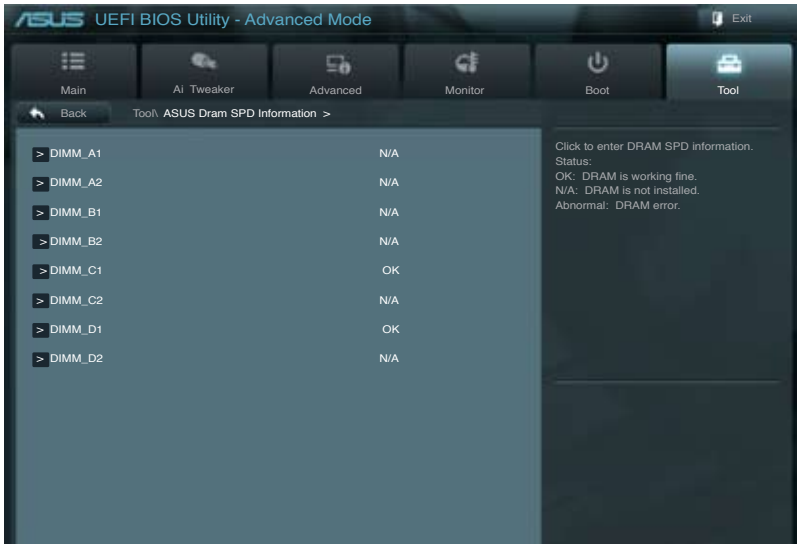 ASUS UEFI BIOS Utility - Advanced Mode
Exit
Main
Ai Tweaker
Advanced
Monitor
Boot
Tool
Back
Tool\ ASUS Dram SPD Information >
> DIMM_A1 N/A
> DIMM_A2 N/A
> DIMM_B1 N/A
> DIMM_B2 N/A
> DIMM_C1 OK
> DIMM_C2 N/A
> DIMM_D1 OK
> DIMM_D2 N/A
Click to enter DRAM SPD information.
Status:
OK: DRAM is working fine.
N/A: DRAM is not installed.
Abnormal: DRAM error.